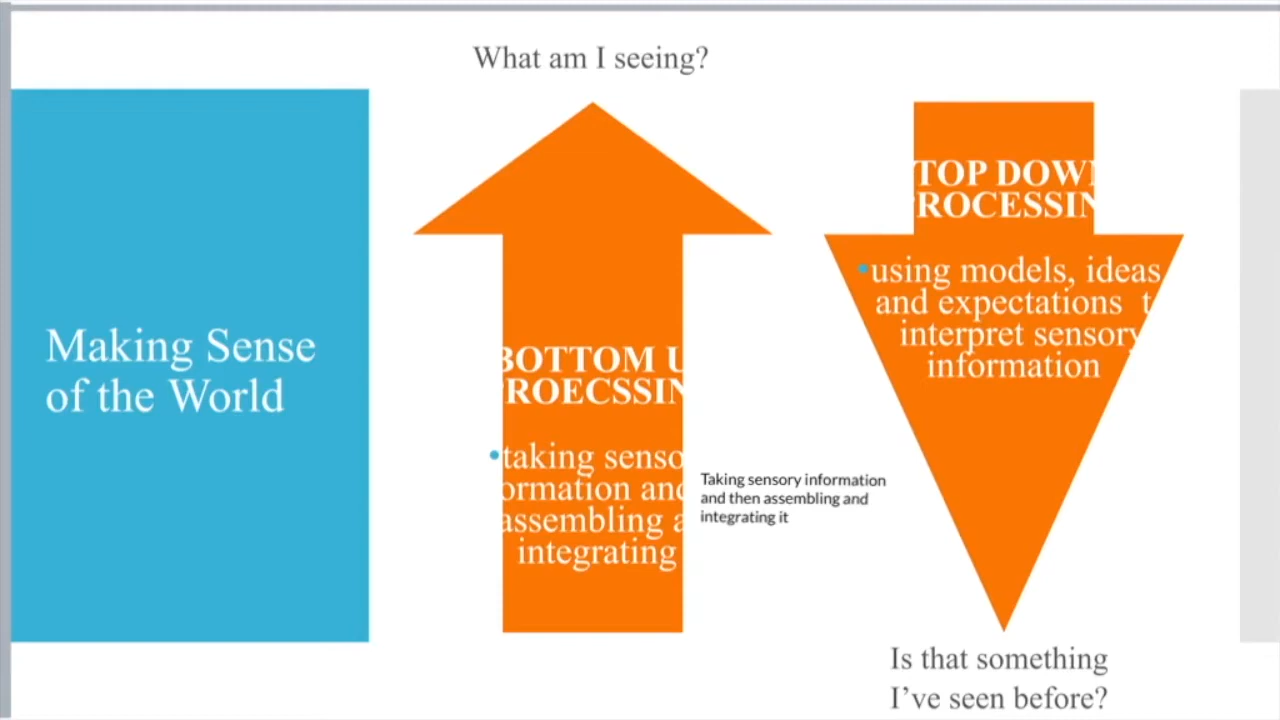 What am I seeing?
Making Sense
of the World
BOTTOM U
ROECSSIN
•taking senso
ormation and
assembling a
integrating
Taking sensory information
and then assembling and
integrating it
TOP DOWN
ROCESSIN
•using models, ideas
and expectations t
interpret sensory
information
Is that something
I've seen before?